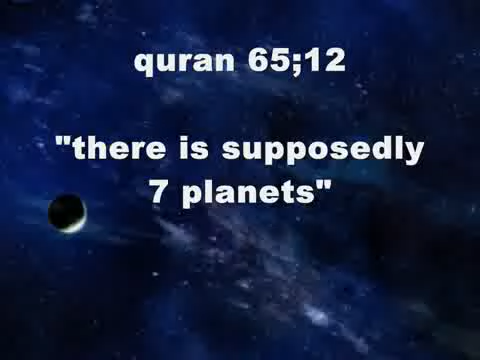 quran 65;12
"there is supposedly
7 planets"